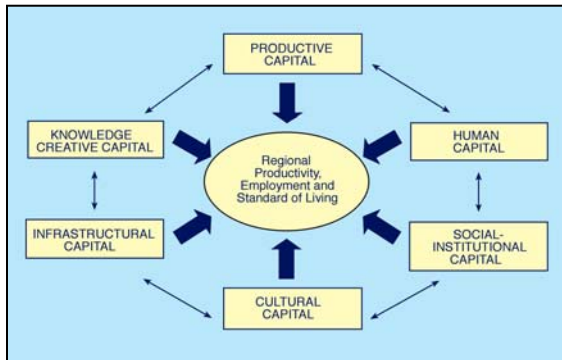 PRODUCTIVE
CAPITAL
KNOWLEDGE
CREATIVE CAPITAL
HUMAN
CAPITAL
Regional
Productivity,
Employment and
Standard of Living
INFRASTRUCTURAL
CAPITAL
SOCIAL-
INSTITUTIONAL
CAPITAL
CULTURAL
CAPITAL